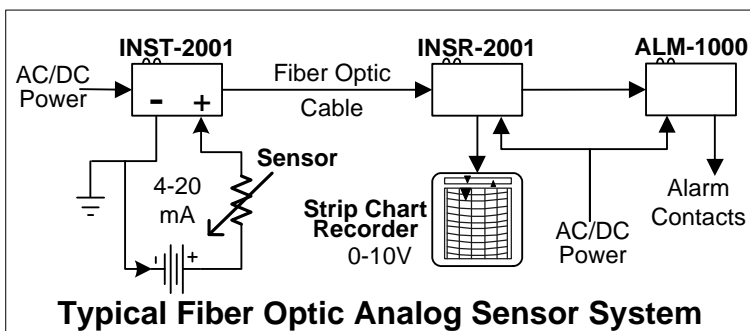 INST-2001
INSR-2001
ALM-1000
AC/DC
Power
- +
Fiber Optic
Cable
Sensor
4-20
mA
Strip Chart
Recorder
0-10V
AC/DC
Power
Alarm
Contacts
- +
Typical Fiber Optic Analog Sensor System